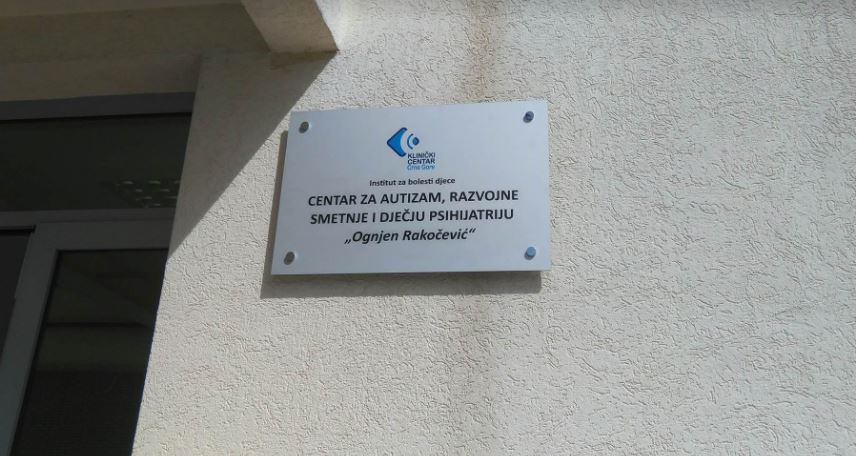 KLINIČKI
CENTAR
Crne Gore
Institut za bolesti djece
CENTAR ZA AUTIZAM, RAZVOJNE
SMETNJE I DJEČJU PSIHIJATRIJU
„Ognjen Rakočević“